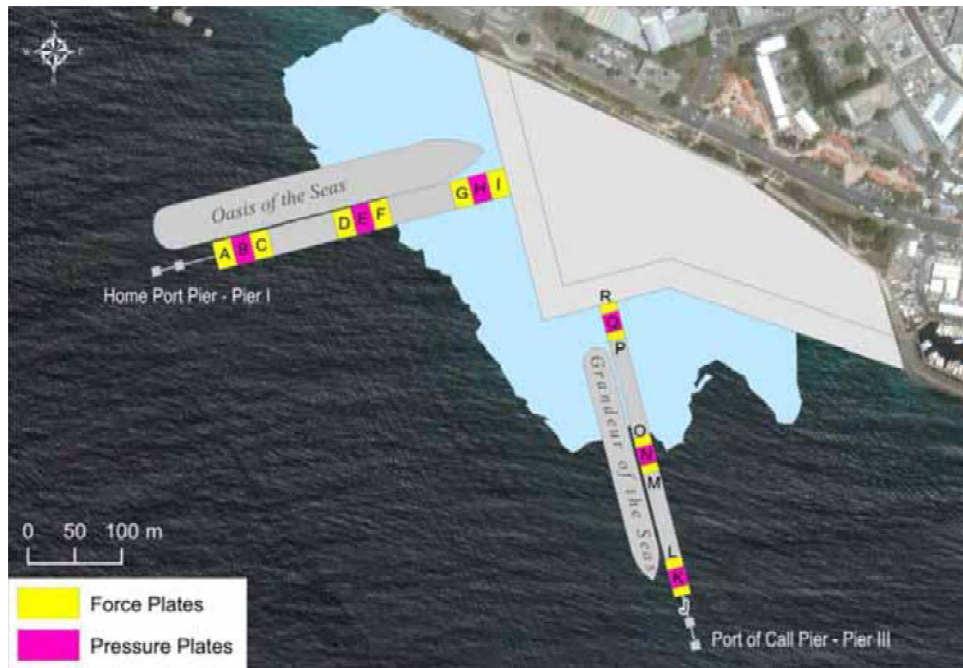 N
W E
S
Oasis of the Seas
A B C
D E F
G H I
Home Port Pier - Pier I
R
Q
P
Grandeur of the Seas
O
N
M
L
K
J
Port of Call Pier - Pier III
0 50 100 m
Force Plates
Pressure Plates